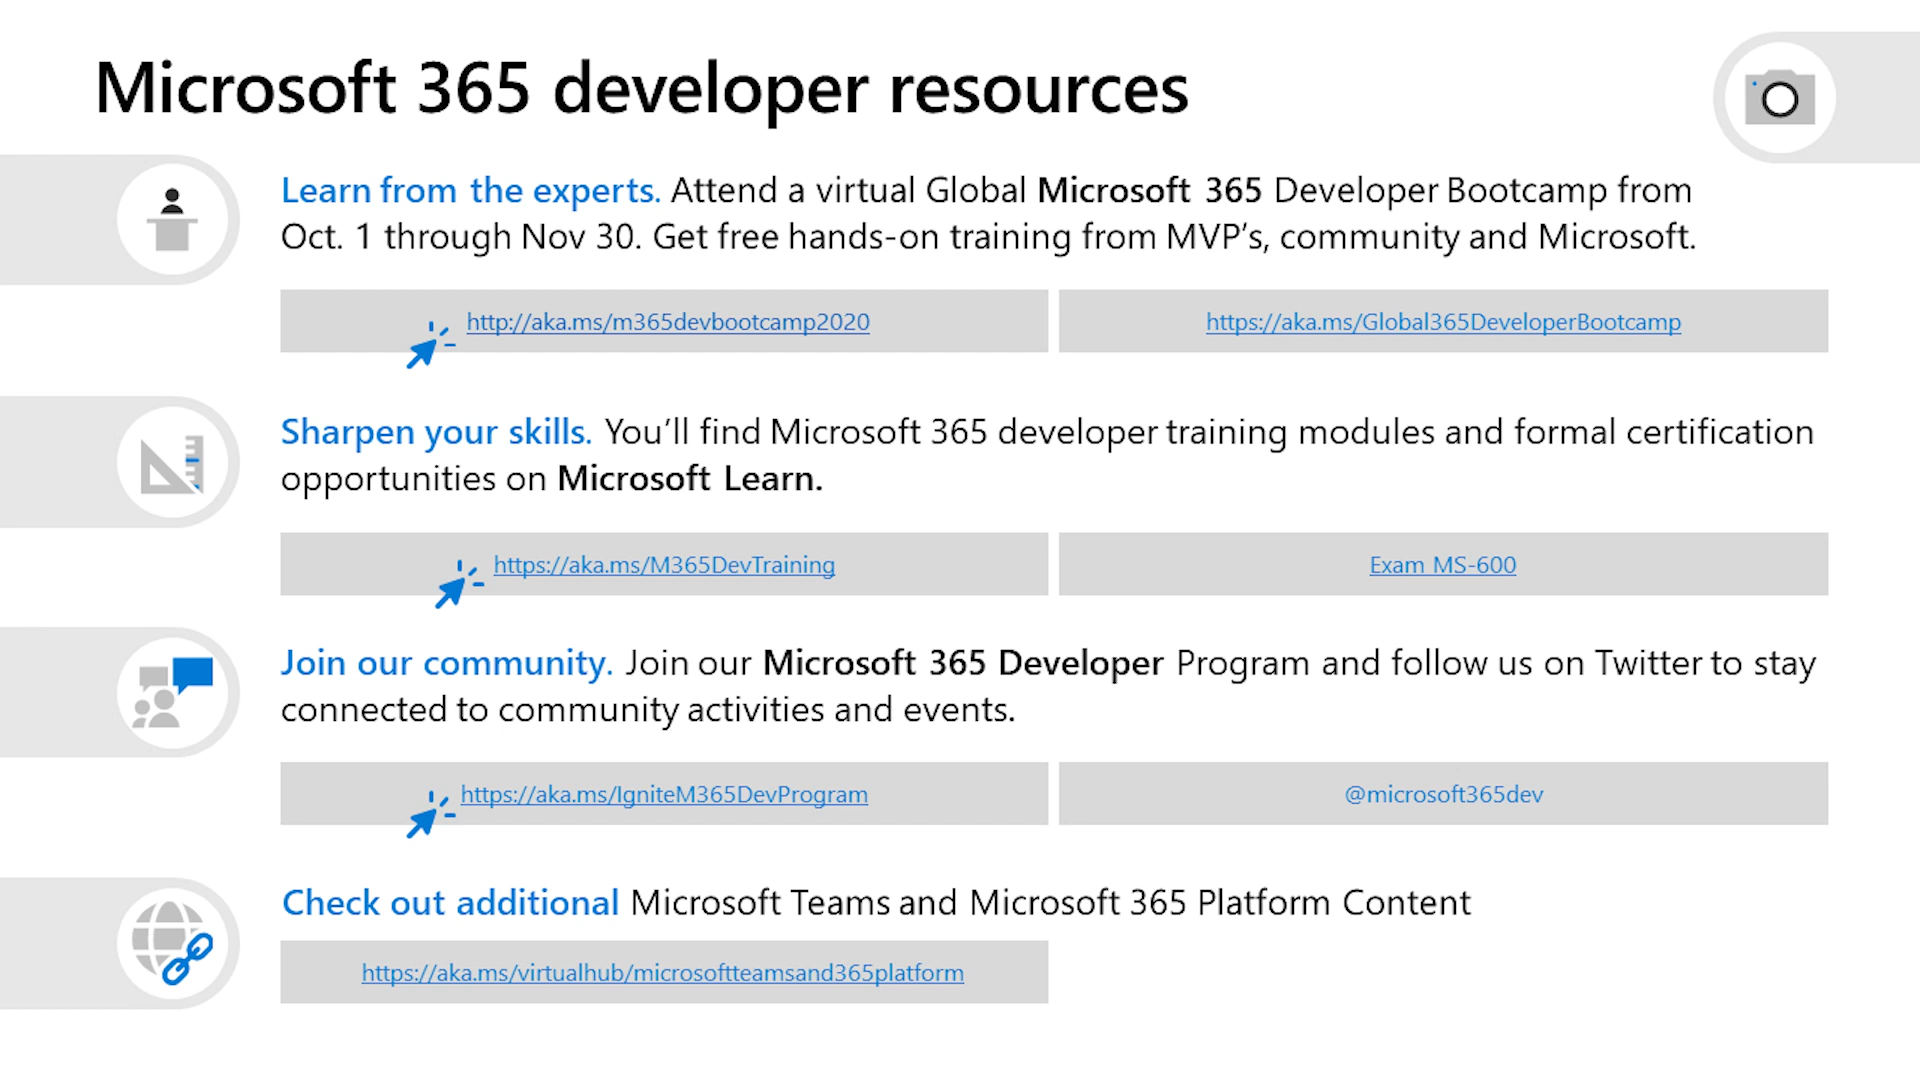 Microsoft 365 developer resources
Learn from the experts. Attend a virtual Global Microsoft 365 Developer Bootcamp from
Oct. 1 through Nov 30. Get free hands-on training from MVP's, community and Microsoft.
http://aka.ms/m365devbootcamp2020
https://aka.ms/Global365DeveloperBootcamp
Sharpen your skills. You'll find Microsoft 365 developer training modules and formal certification
opportunities on Microsoft Learn.
https://aka.ms/M365DevTraining
Exam MS-600
Join our community. Join our Microsoft 365 Developer Program and follow us on Twitter to stay
connected to community activities and events.
https://aka.ms/IgniteM365DevProgram
@microsoft365dev
Check out additional Microsoft Teams and Microsoft 365 Platform Content
https://aka.ms/virtualhub/microsoftteamsand365platform